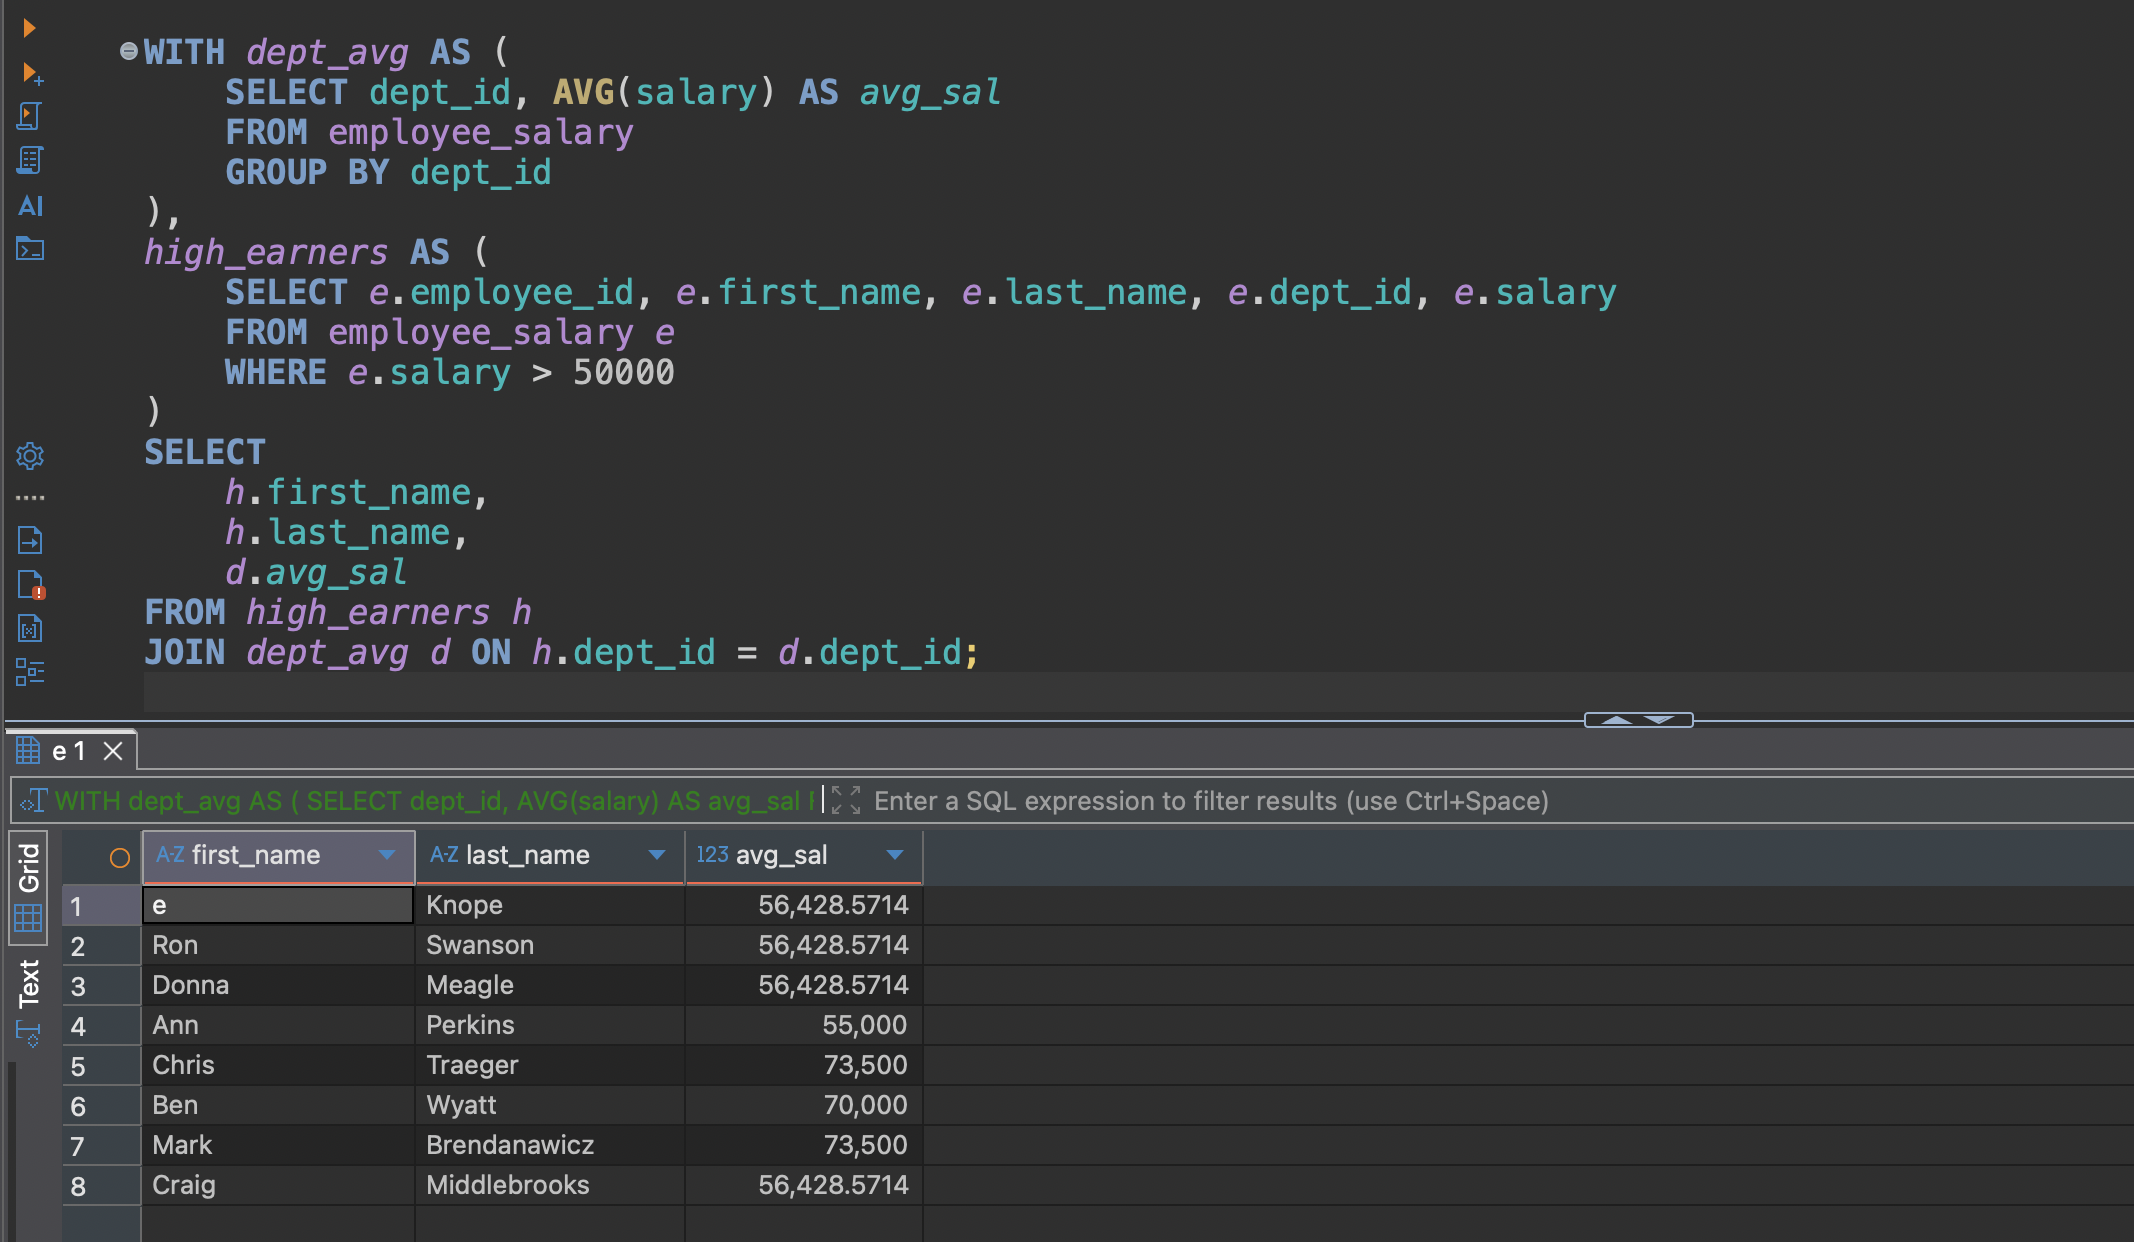 WITH dept_avg AS (
SELECT dept_id, AVG(salary) AS avg_sal
FROM employee_salary
GROUP BY dept_id
AI
),
high_earners AS (
SELECT e.employee_id, e.first_name, e.last_name, e.dept_id, e.salary
FROM employee_salary e
WHERE e.salary > 50000
)
SELECT
h.first_name,
h.last_name,
d.avg_sal
FROM high_earners h
JOIN dept_avg d ON h.dept_id = d.dept_id;
e 1
WITH dept_avg AS ( SELECT dept_id, AVG(salary) AS avg_sal Enter a SQL expression to filter results (use Ctrl+Space)
Grid
Text
A-Z first_name A-Z last_name 123 avg_sal
1 e Knope 56,428.5714
2 Ron Swanson 56,428.5714
3 Donna Meagle 56,428.5714
4 Ann Perkins 55,000
5 Chris Traeger 73,500
6 Ben Wyatt 70,000
7 Mark Brendanawicz 73,500
8 Craig Middlebrooks 56,428.5714